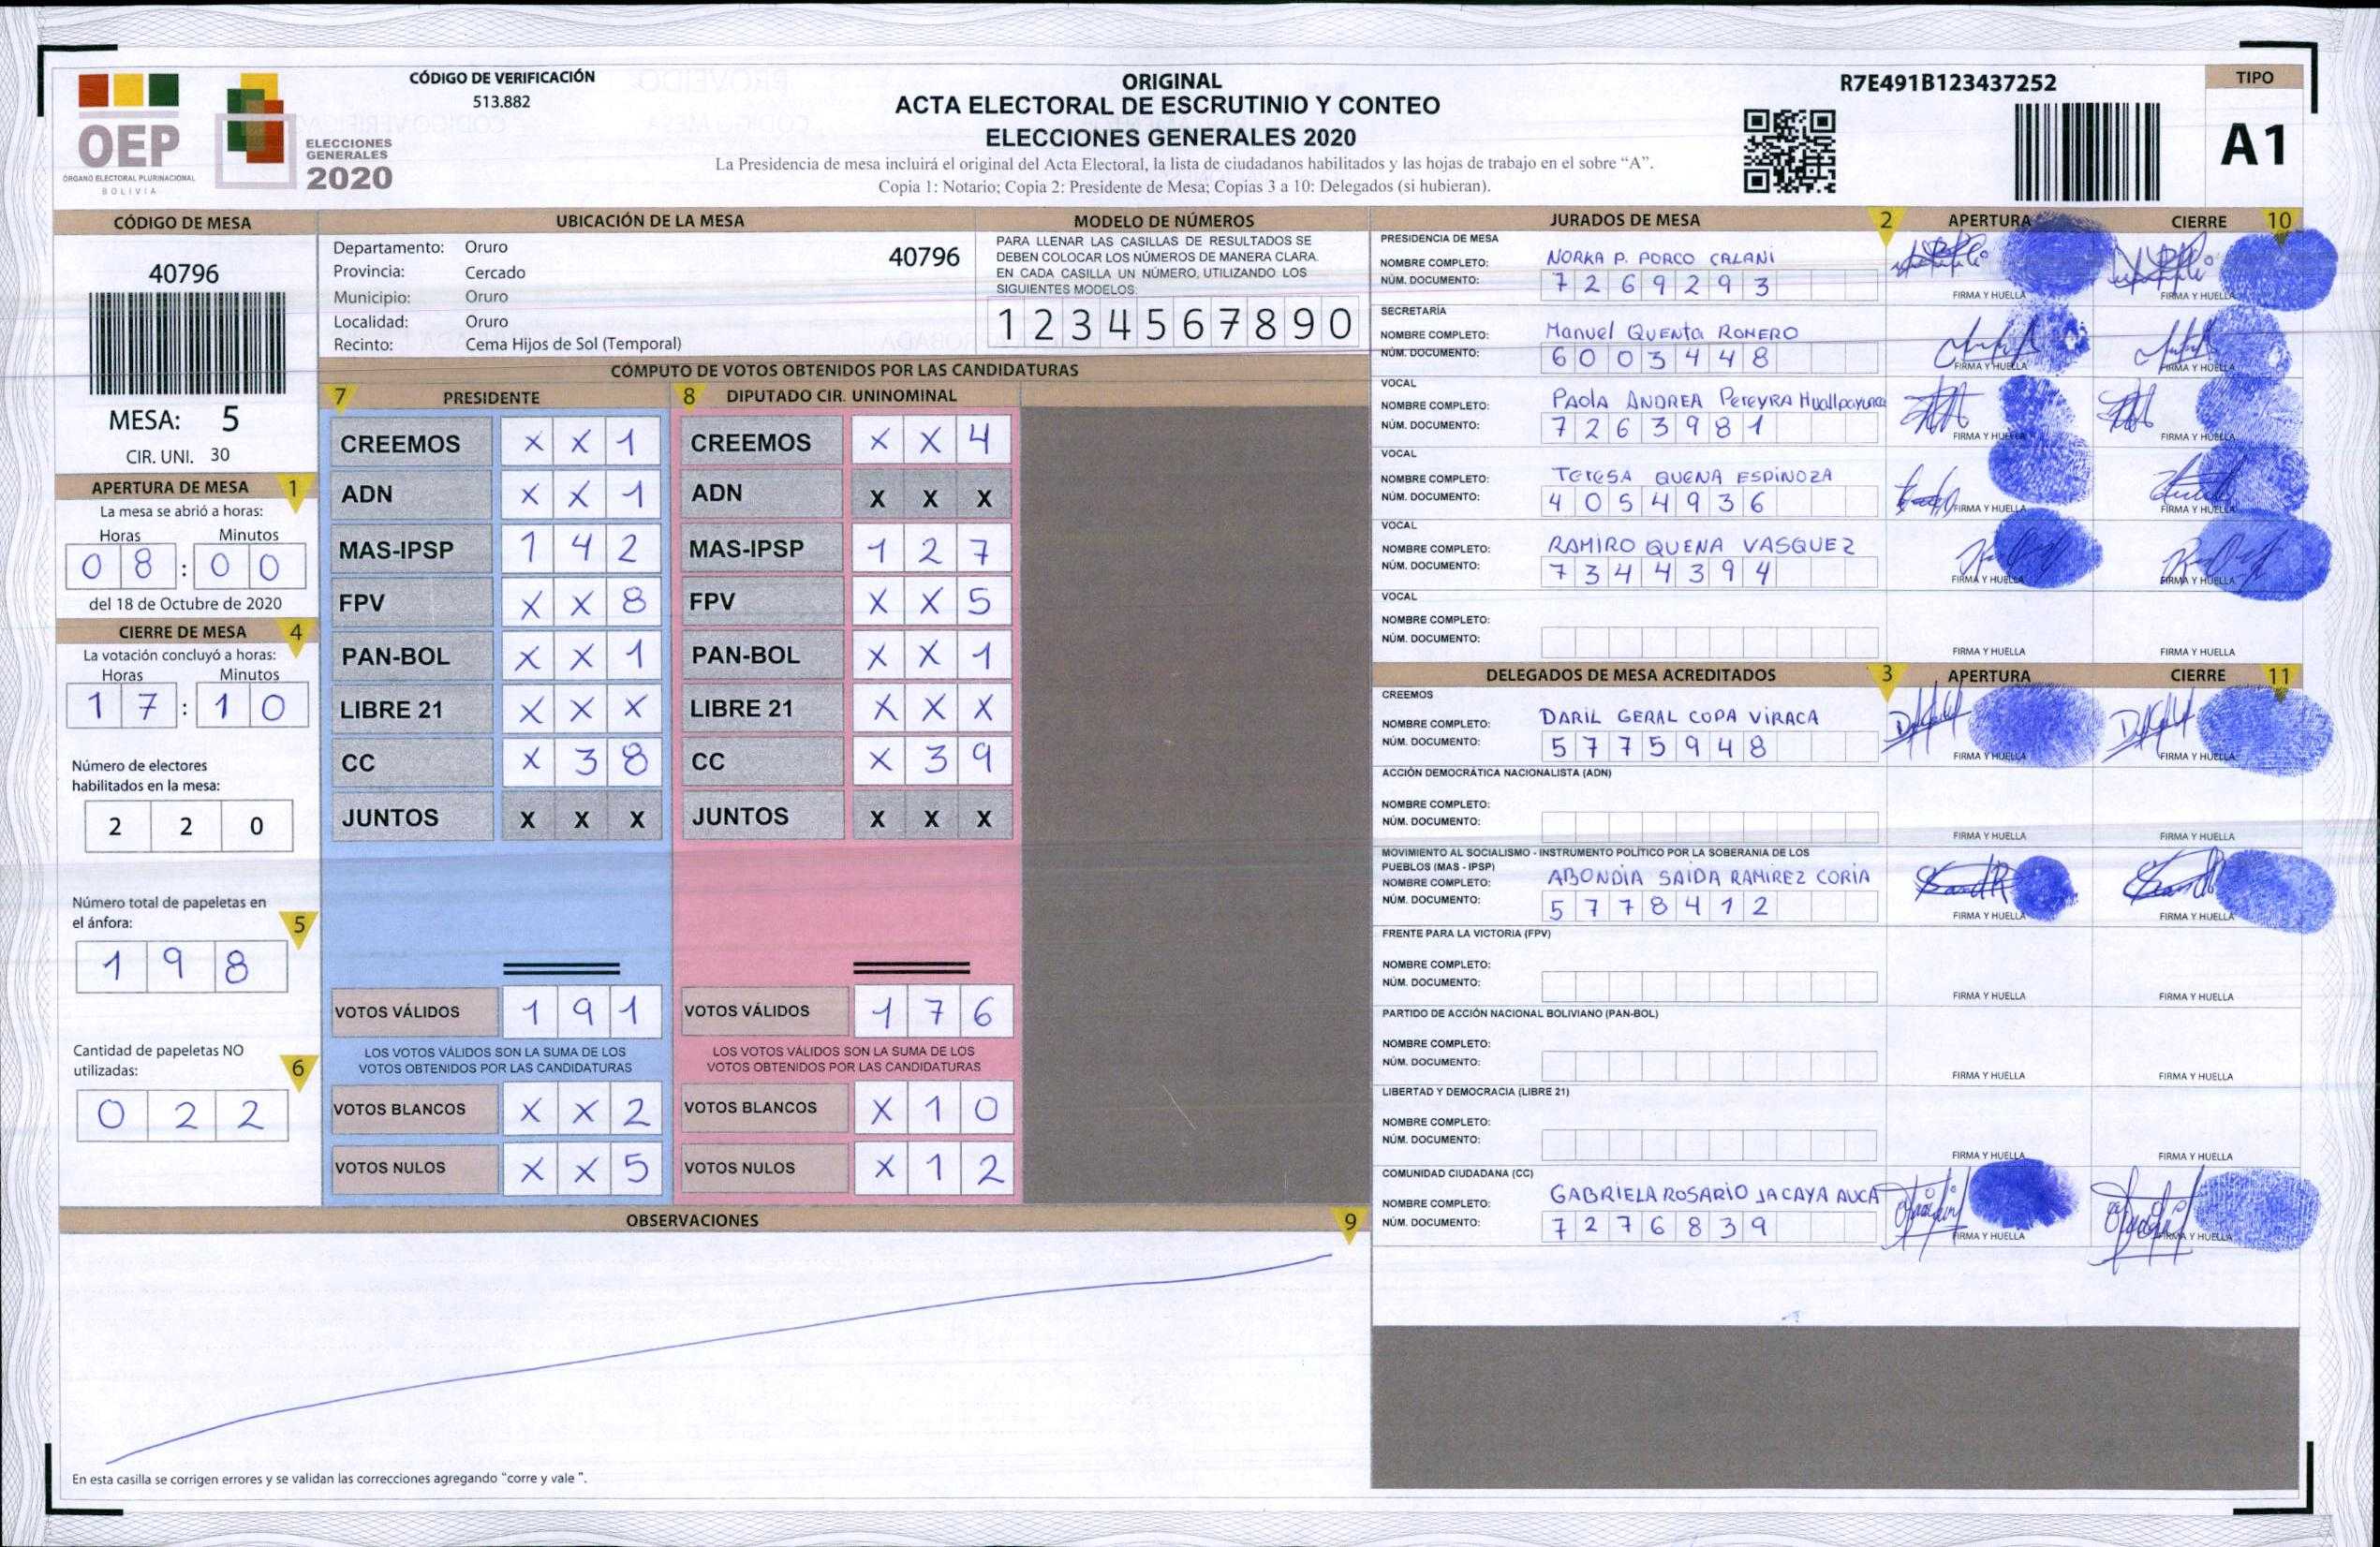 OEP
ÓRGANO ELECTORAL PLURINACIONAL
BOLIVIA
ELECCIONES
GENERALES
2020
CÓDIGO DE VERIFICACIÓN
513.882
ORIGINAL
ACTA ELECTORAL DE ESCRUTINIO Y CONTEO
ELECCIONES GENERALES 2020
La Presidencia de mesa incluirá el original del Acta Electoral, la lista de ciudadanos habilitados y las hojas de trabajo en el sobre “A”.
Copia 1: Notario; Copia 2: Presidente de Mesa; Copias 3 a 10: Delegados (si hubieran).
R7E491B123437252
TIPO
A1
CÓDIGO DE MESA
40796
MESA: 5
CIR. UNI. 30
APERTURA DE MESA 1
La mesa se abrió a horas:
Horas Minutos
0 8 : 0 0
del 18 de Octubre de 2020
CIERRE DE MESA 4
La votación concluyó a horas:
Horas Minutos
1 7 : 1 0
Número de electores
habilitados en la mesa:
2 2 0
Número total de papeletas en
el ánfora: 5
1 9 8
Cantidad de papeletas NO
utilizadas: 6
0 2 2
UBICACIÓN DE LA MESA
Departamento: Oruro 40796
Provincia: Cercado
Municipio: Oruro
Localidad: Oruro
Recinto: Cema Hijos de Sol (Temporal)
MODELO DE NÚMEROS
PARA LLENAR LAS CASILLAS DE RESULTADOS SE
DEBEN COLOCAR LOS NÚMEROS DE MANERA CLARA.
EN CADA CASILLA UN NÚMERO, UTILIZANDO LOS
SIGUIENTES MODELOS:
1 2 3 4 5 6 7 8 9 0
CÓMPUTO DE VOTOS OBTENIDOS POR LAS CANDIDATURAS
7 PRESIDENTE
CREEMOS X X 1
ADN X X 1
MAS-IPSP 1 4 2
FPV X X 8
PAN-BOL X X 1
LIBRE 21 X X X
CC X 3 8
JUNTOS X X X
VOTOS VÁLIDOS 1 9 1
LOS VOTOS VÁLIDOS SON LA SUMA DE LOS
VOTOS OBTENIDOS POR LAS CANDIDATURAS
VOTOS BLANCOS X X 2
VOTOS NULOS X X 5
8 DIPUTADO CIR. UNINOMINAL
CREEMOS X X 4
ADN X X X
MAS-IPSP 1 2 7
FPV X X 5
PAN-BOL X X 1
LIBRE 21 X X X
CC X 3 9
JUNTOS X X X
VOTOS VÁLIDOS 1 7 6
LOS VOTOS VÁLIDOS SON LA SUMA DE LOS
VOTOS OBTENIDOS POR LAS CANDIDATURAS
VOTOS BLANCOS X 1 0
VOTOS NULOS X 1 2
OBSERVACIONES 9
En esta casilla se corrigen errores y se validan las correcciones agregando “corre y vale ”.
JURADOS DE MESA 2 APERTURA CIERRE 10
PRESIDENCIA DE MESA
NOMBRE COMPLETO: NORKA P. PORCO CALANI
NÚM. DOCUMENTO: 7 2 6 9 2 9 3
FIRMA Y HUELLA FIRMA Y HUELLA
SECRETARÍA
NOMBRE COMPLETO: Manuel QUENTA ROMERO
NÚM. DOCUMENTO: 6 0 0 3 4 4 8
FIRMA Y HUELLA FIRMA Y HUELLA
VOCAL
NOMBRE COMPLETO: PAOLA ANDREA PEREYRA
NÚM. DOCUMENTO: 7 2 6 3 9 8 1
FIRMA Y HUELLA FIRMA Y HUELLA
VOCAL
NOMBRE COMPLETO: TERESA QUENA ESPINOZA
NÚM. DOCUMENTO: 4 0 5 4 9 3 6
FIRMA Y HUELLA FIRMA Y HUELLA
VOCAL
NOMBRE COMPLETO: RAMIRO QUENA VASQUEZ
NÚM. DOCUMENTO: 7 3 4 4 3 9 4
FIRMA Y HUELLA FIRMA Y HUELLA
VOCAL
NOMBRE COMPLETO:
NÚM. DOCUMENTO:
FIRMA Y HUELLA FIRMA Y HUELLA
DELEGADOS DE MESA ACREDITADOS 3 APERTURA CIERRE 11
CREEMOS
NOMBRE COMPLETO: DARIL GERAL COPA VIRACA
NÚM. DOCUMENTO: 5 7 7 5 9 4 8
FIRMA Y HUELLA FIRMA Y HUELLA
ACCIÓN DEMOCRÁTICA NACIONALISTA (ADN)
NOMBRE COMPLETO:
NÚM. DOCUMENTO:
FIRMA Y HUELLA FIRMA Y HUELLA
MOVIMIENTO AL SOCIALISMO - INSTRUMENTO POLÍTICO POR LA SOBERANIA DE LOS
PUEBLOS (MAS - IPSP)
NOMBRE COMPLETO: ABONDIA SAIDA RAMIREZ CORIA
NÚM. DOCUMENTO: 5 7 7 8 4 1 2
FIRMA Y HUELLA FIRMA Y HUELLA
FRENTE PARA LA VICTORIA (FPV)
NOMBRE COMPLETO:
NÚM. DOCUMENTO:
FIRMA Y HUELLA FIRMA Y HUELLA
PARTIDO DE ACCIÓN NACIONAL BOLIVIANO (PAN-BOL)
NOMBRE COMPLETO:
NÚM. DOCUMENTO:
FIRMA Y HUELLA FIRMA Y HUELLA
LIBERTAD Y DEMOCRACIA (LIBRE 21)
NOMBRE COMPLETO:
NÚM. DOCUMENTO:
FIRMA Y HUELLA FIRMA Y HUELLA
COMUNIDAD CIUDADANA (CC)
NOMBRE COMPLETO: GABRIELA ROSARIO JACAYA AUCA
NÚM. DOCUMENTO: 7 2 7 6 8 3 9
FIRMA Y HUELLA FIRMA Y HUELLA